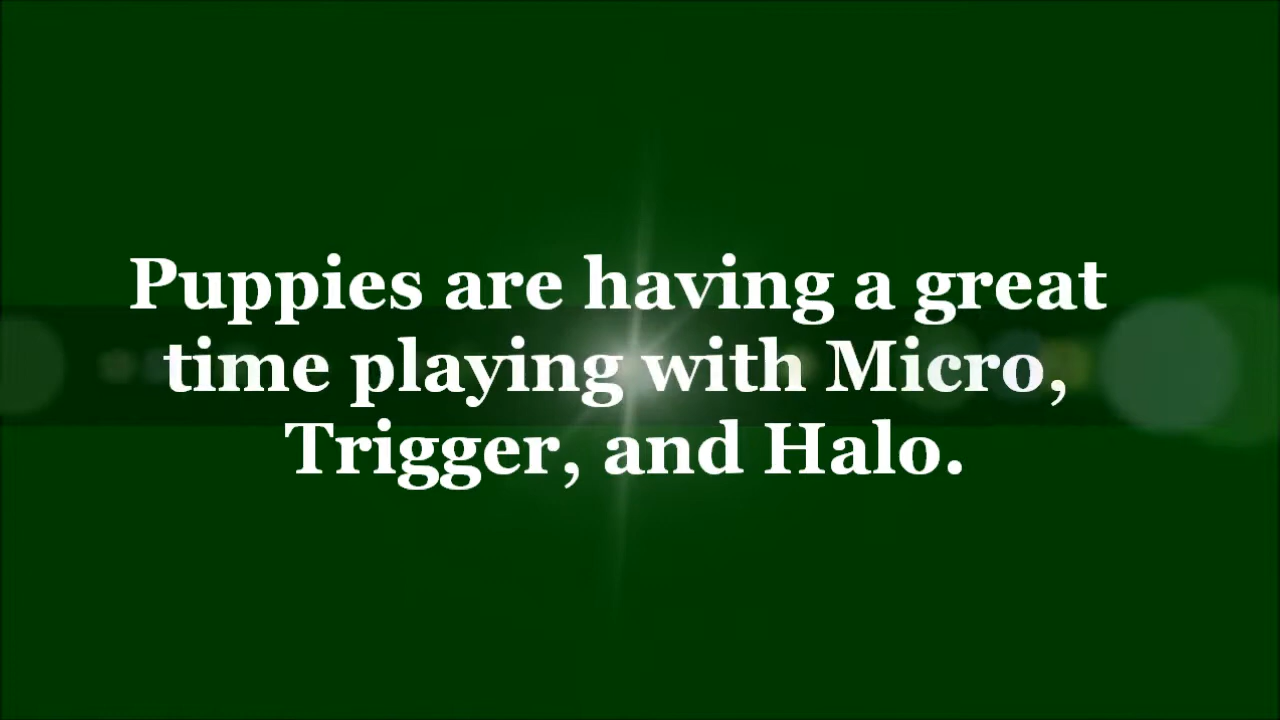 Puppies are having a great
time playing with Micro,
Trigger, and Halo.